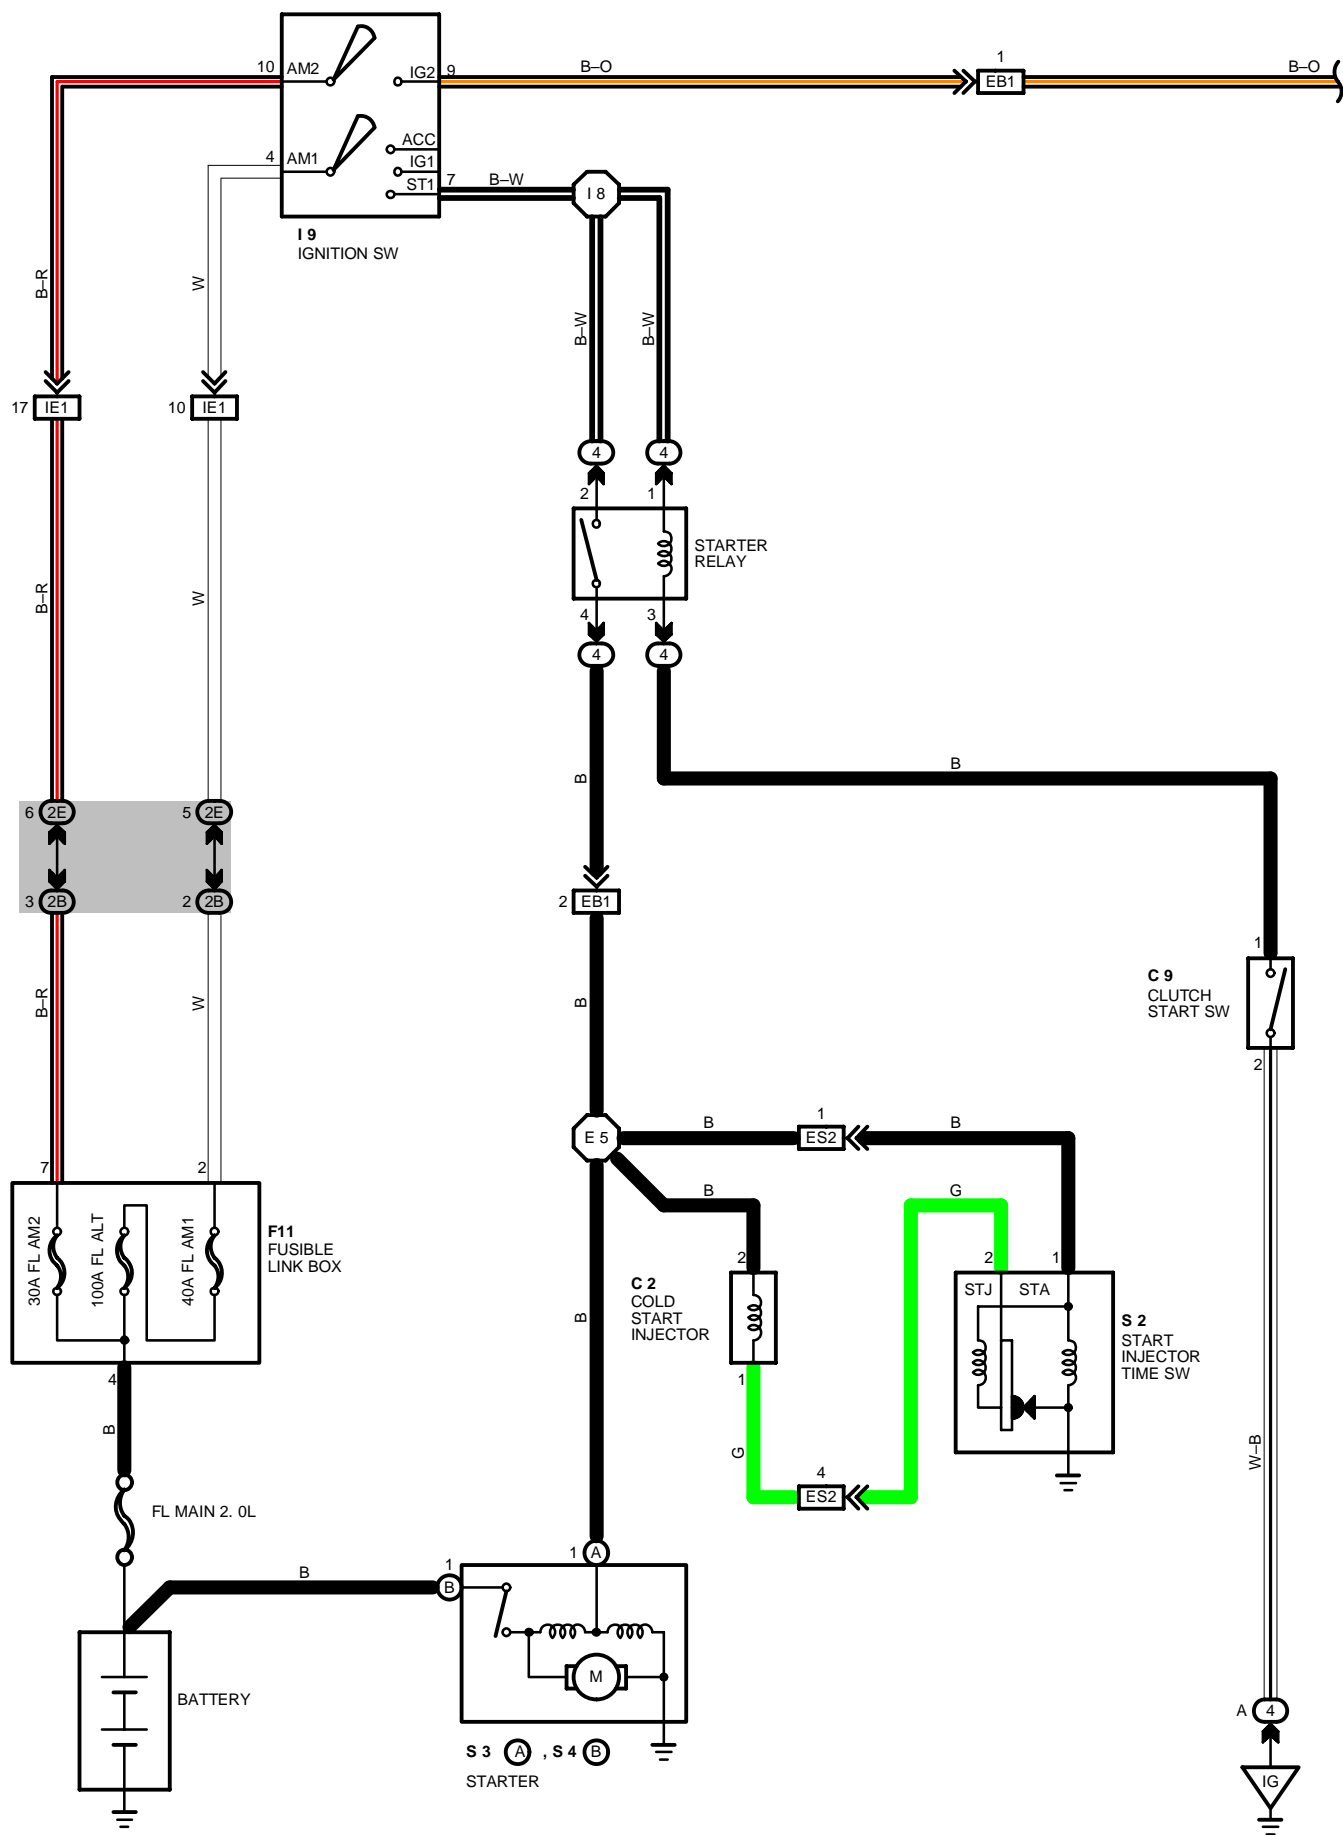 1
B–O
EB1
B–O
10
AM2
IG2
9
ACC
4
AM1
IG1
ST1
7
B–W
I 8
I 9
IGNITION SW
B–R
W
B–W
B–W
17
IE1
10
IE1
4
4
2
1
STARTER
RELAY
B–R
W
4
3
4
4
B
B
6
2E
5
2E
3
2B
2
2B
2
EB1
1
C 9
CLUTCH
START SW
B–R
W
B
2
1
E 5
B
ES2
B
7
2
B
G
30A FL AM2
100A FL ALT
40A FL AM1
F11
FUSIBLE
LINK BOX
2
2
1
C 2
COLD
START
INJECTOR
STJ
STA
S 2
START
INJECTOR
TIME SW
B
4
1
B
G
W–B
4
ES2
FL MAIN 2. 0L
1
A
B
1
B
M
BATTERY
A
4
S 3
A
, S 4
B
STARTER
IG